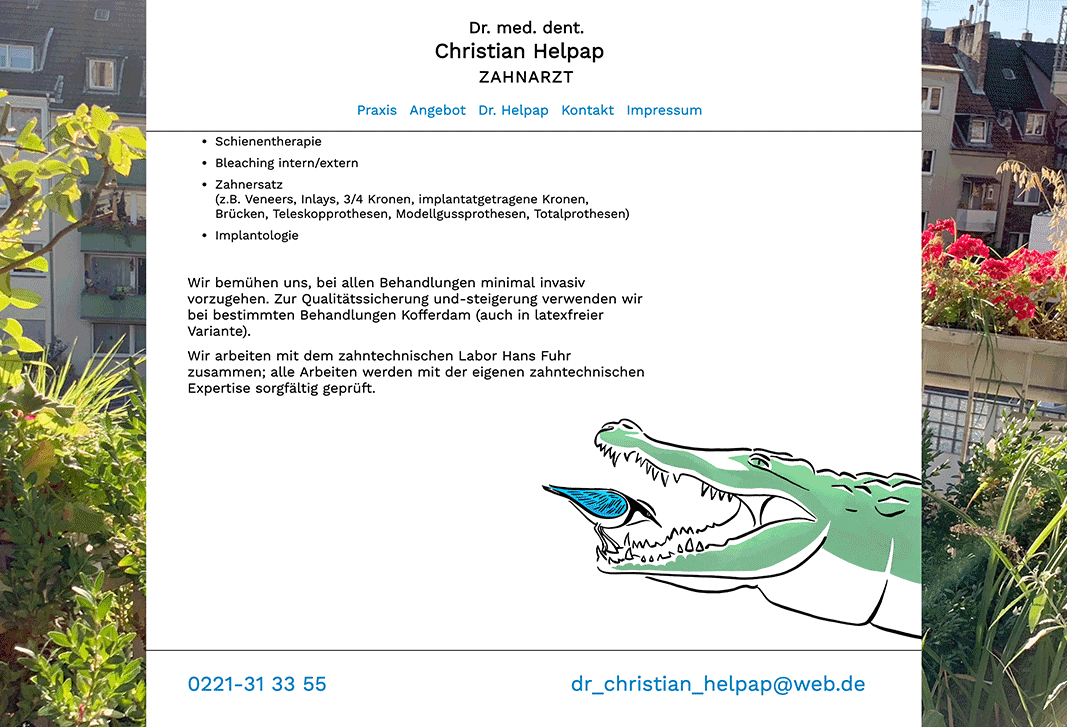 Dr. med. dent.
Christian Helpap
ZAHNARZT
Praxis Angebot Dr. Helpap Kontakt Impressum
• Schienentherapie
• Bleaching intern/extern
• Zahnersatz
(z.B. Veneers, Inlays, 3/4 Kronen, implantatgetragene Kronen,
Brücken, Teleskopprothesen, Modellgussprothesen, Totalprothesen)
• Implantologie
Wir bemühen uns, bei allen Behandlungen minimal invasiv
vorzugehen. Zur Qualitätssicherung und-steigerung verwenden wir
bei bestimmten Behandlungen Kofferdam (auch in latexfreier
Variante).
Wir arbeiten mit dem zahntechnischen Labor Hans Fuhr
zusammen; alle Arbeiten werden mit der eigenen zahntechnischen
Expertise sorgfältig geprüft.
0221-31 33 55
dr_christian_helpap@web.de